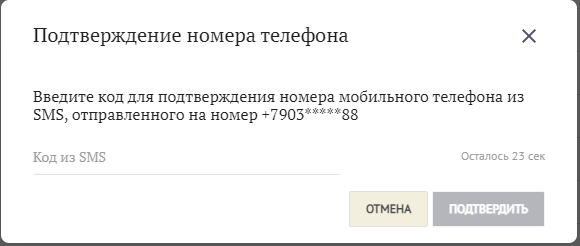 Подтверждение номера телефона
Введите код для подтверждения номера мобильного телефона из
SMS, отправленного на номер +7903*****88
Код из SMS
Осталось 23 сек
ОТМЕНА
ПОДТВЕРДИТЬ